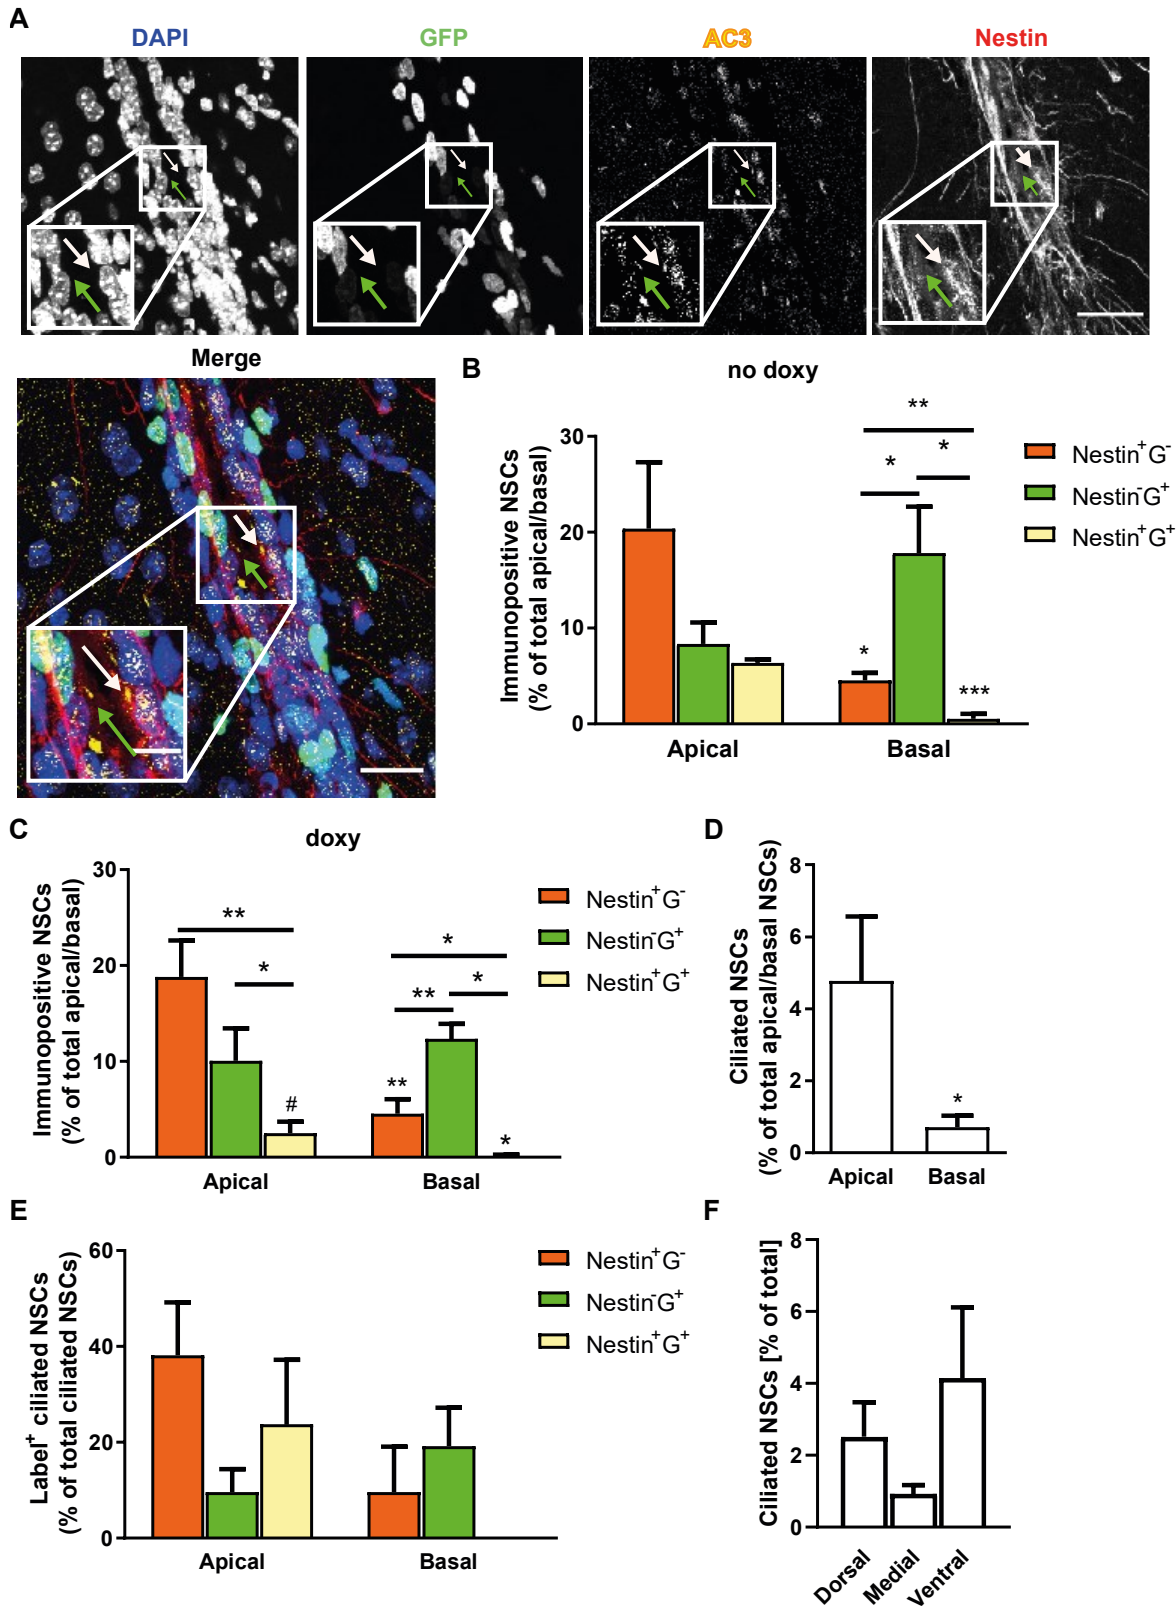 A
DAPI GFP AC3 Nestin
Merge
B
no doxy
Immunopositive NSCs
(% of total apical/basal)
30
20
10
0
**
* *
*
***
Apical Basal
Nestin⁺G⁻
Nestin⁻G⁺
Nestin⁺G⁺
C
doxy
Immunopositive NSCs
(% of total apical/basal)
30
20
10
0
**
*
#
*
** *
**
*
Apical Basal
Nestin⁺G⁻
Nestin⁻G⁺
Nestin⁺G⁺
D
Ciliated NSCs
(% of total apical/basal NSCs)
8
6
4
2
0
*
Apical Basal
E
Label⁺ ciliated NSCs
(% of total ciliated NSCs)
60
40
20
0
Apical Basal
Nestin⁺G⁻
Nestin⁻G⁺
Nestin⁺G⁺
F
Ciliated NSCs [% of total]
8
6
4
2
0
Dorsal
Medial
Ventral